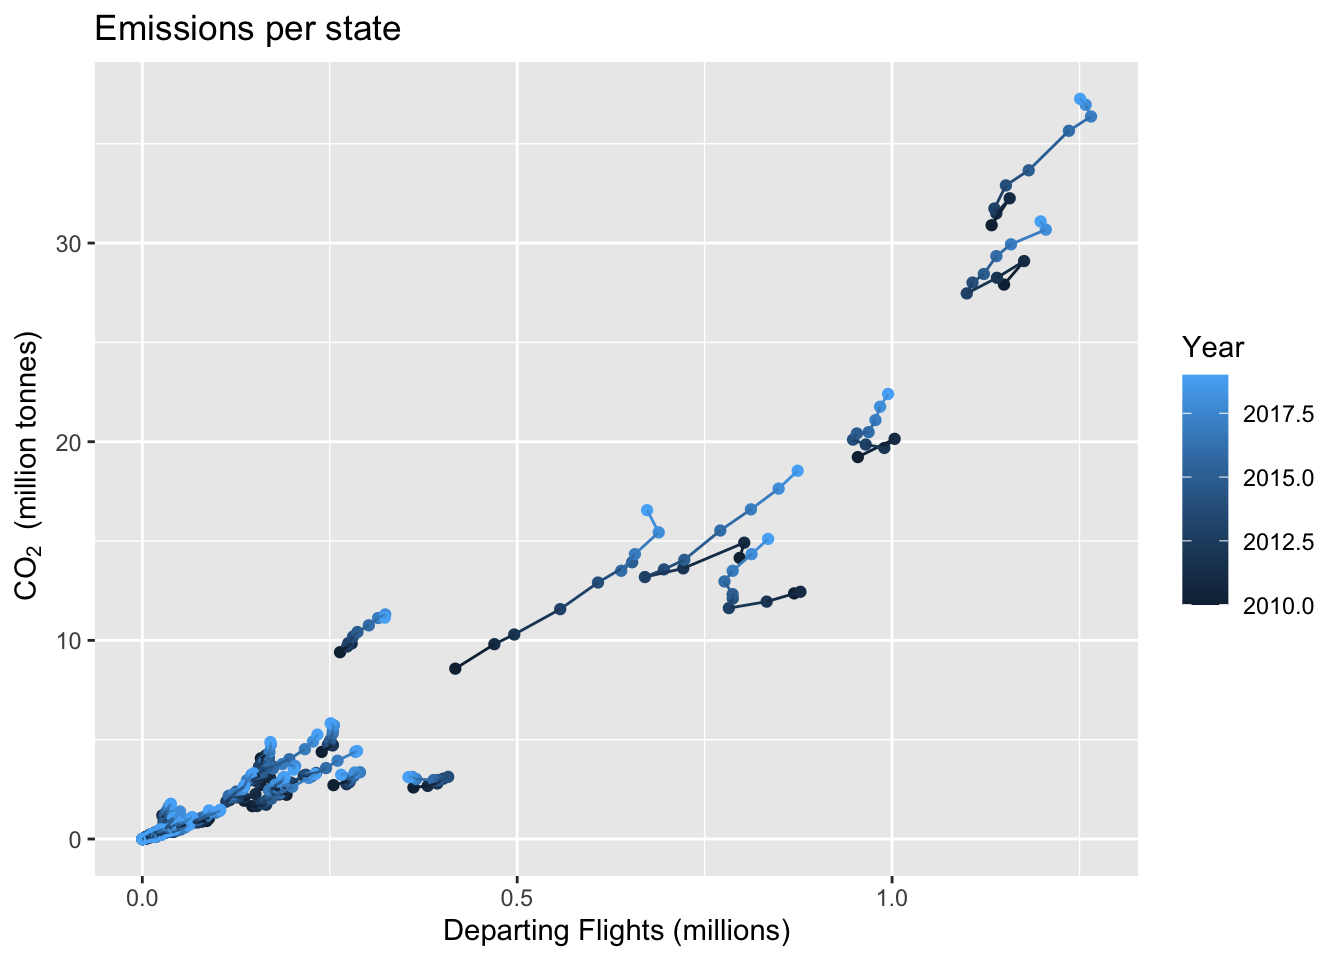 Emissions per state
CO₂ (million tonnes)
30
20
10
0
0.0 0.5 1.0
Departing Flights (millions)
Year
2017.5
2015.0
2012.5
2010.0